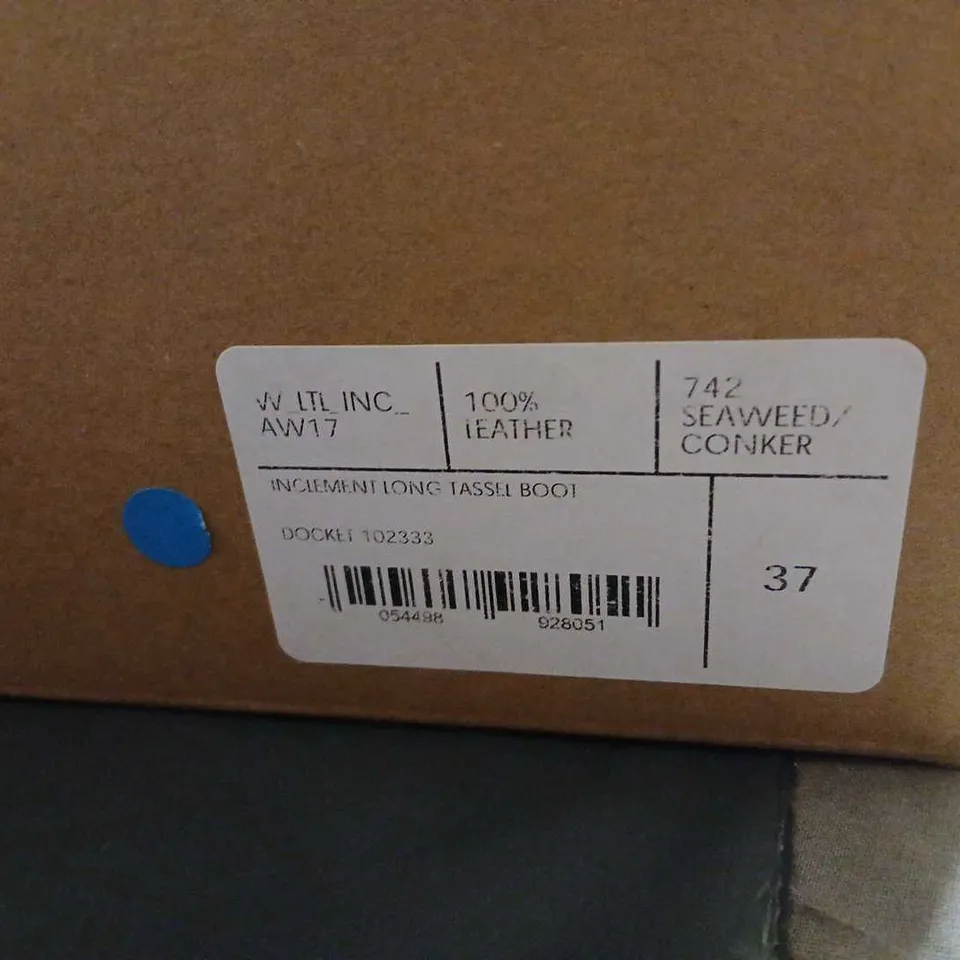 W_LTL_INC_
AW17
100%
LEATHER
742
SEAWEED/
CONKER
INCLEMENT LONG TASSEL BOOT
DOCKET 102333
37
054498 928051